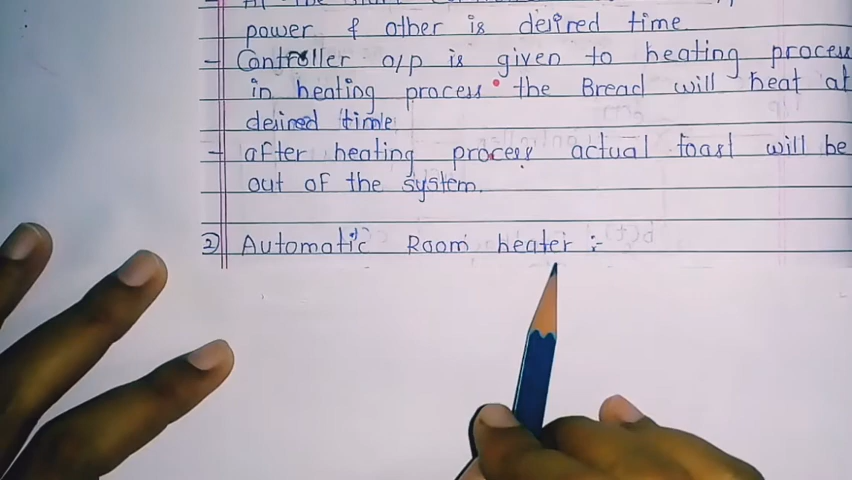 power & other is desired time
- Controller o/p is given to heating process
in heating process the Bread will heat at
desired time
- after heating process actual toast will be
out of the system.
2) Automatic Room heater :-